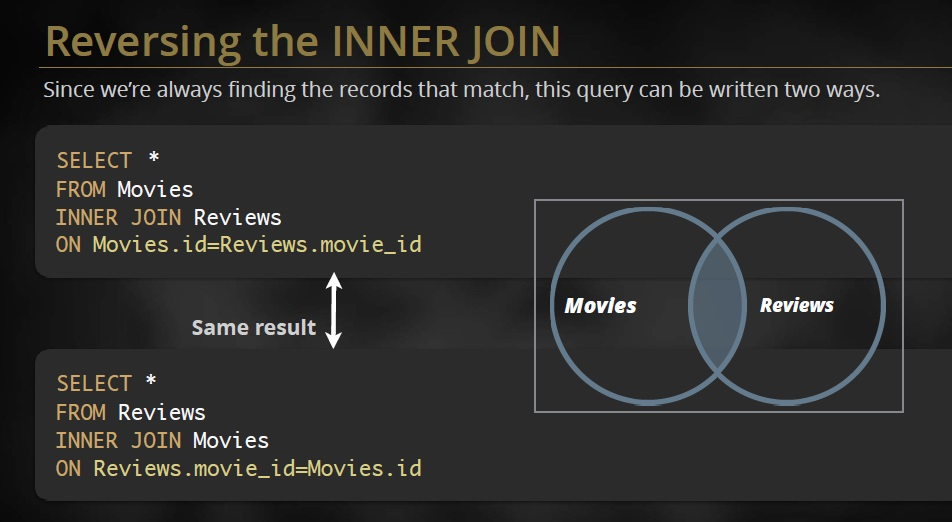 Reversing the INNER JOIN
Since we’re always finding the records that match, this query can be written two ways.
SELECT *
FROM Movies
INNER JOIN Reviews
ON Movies.id=Reviews.movie_id
Same result
Movies
Reviews
SELECT *
FROM Reviews
INNER JOIN Movies
ON Reviews.movie_id=Movies.id